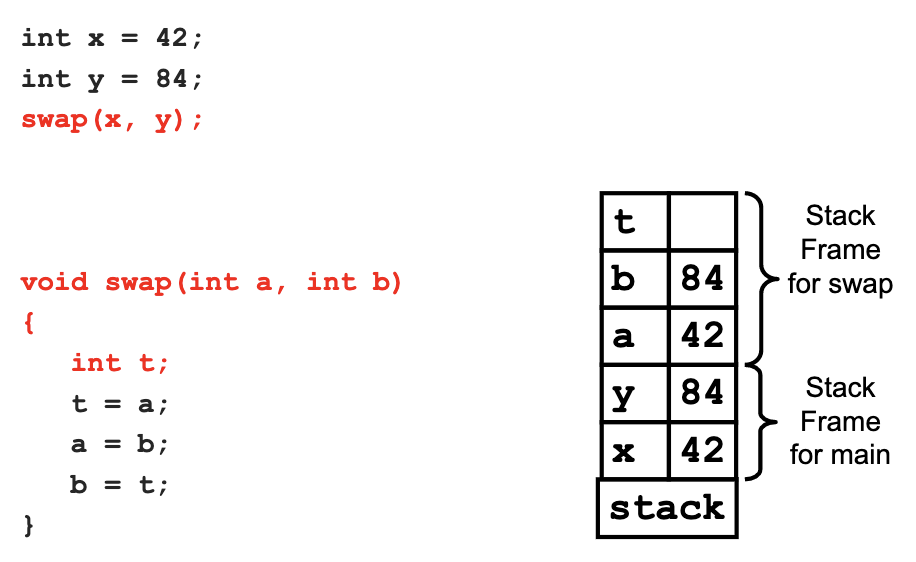 int x = 42;
int y = 84;
swap(x, y);
void swap(int a, int b)
{
int t;
t = a;
a = b;
b = t;
}
t
b 84
a 42
y 84
x 42
stack
Stack
Frame
for swap
Stack
Frame
for main